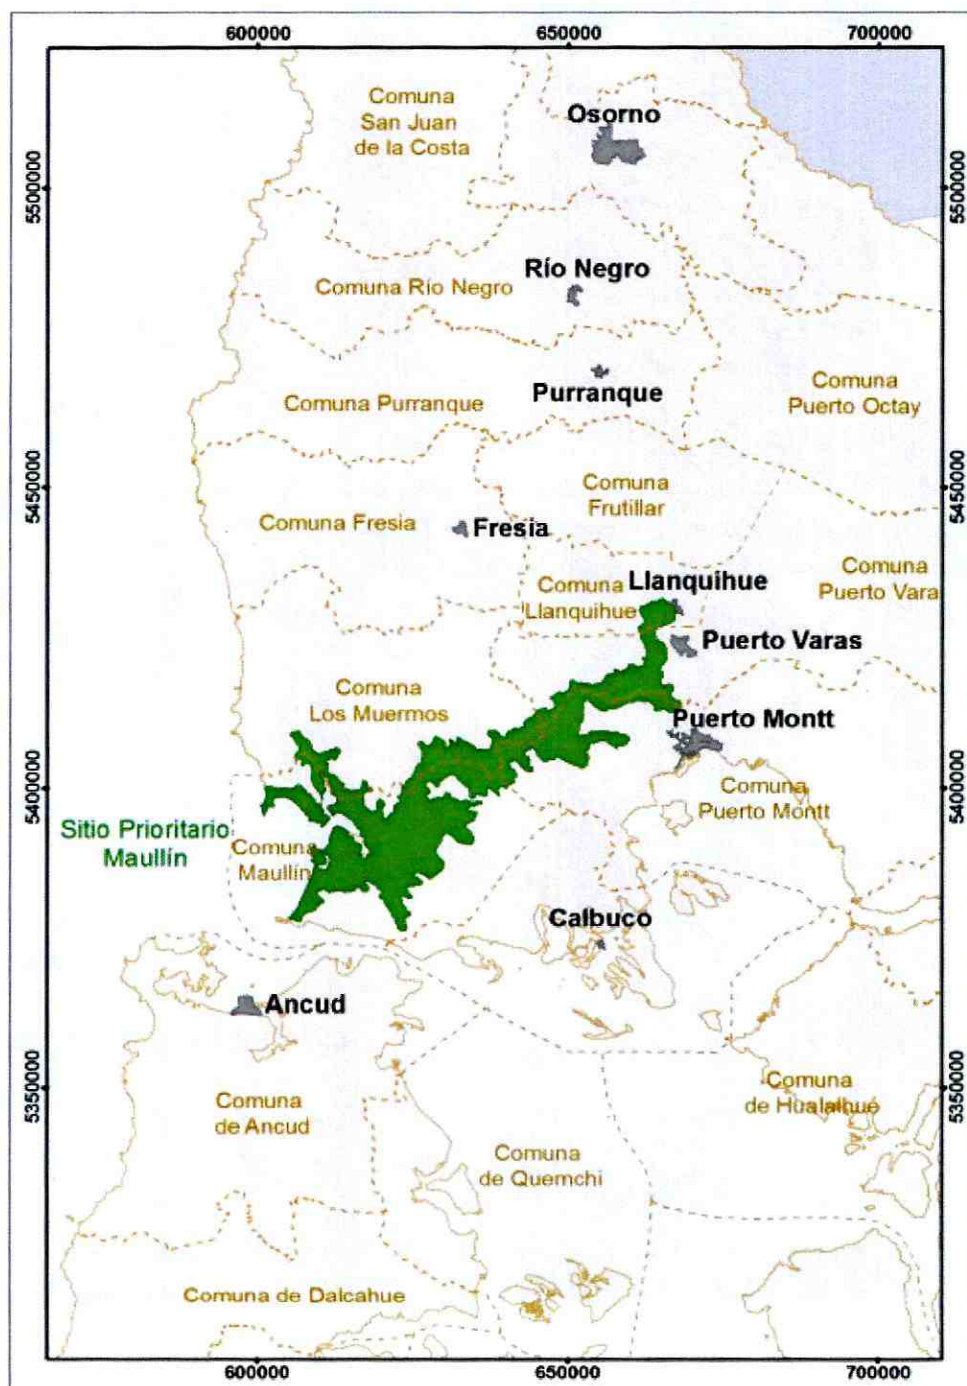 600000 650000 700000
Comuna
San Juan
de la Costa
Osorno
5500000 5500000
Río Negro
Comuna Río Negro
Purranque
Comuna Purranque
Comuna
Puerto Octay
5450000 5450000
Comuna
Frutillar
Comuna Fresia
Fresia
Comuna
Llanquihue
Llanquihue
Comuna
Puerto Vara
Puerto Varas
Comuna
Los Muermos
Puerto Montt
Comuna
Puerto Montt
5400000 5400000
Sitio Prioritario
Maullín
Comuna
Maullín
Calbuco
Ancud
5350000 5350000
Comuna
de Ancud
Comuna
de Hualaihué
Comuna
de Quemchi
Comuna de Dalcahue
600000 650000 700000